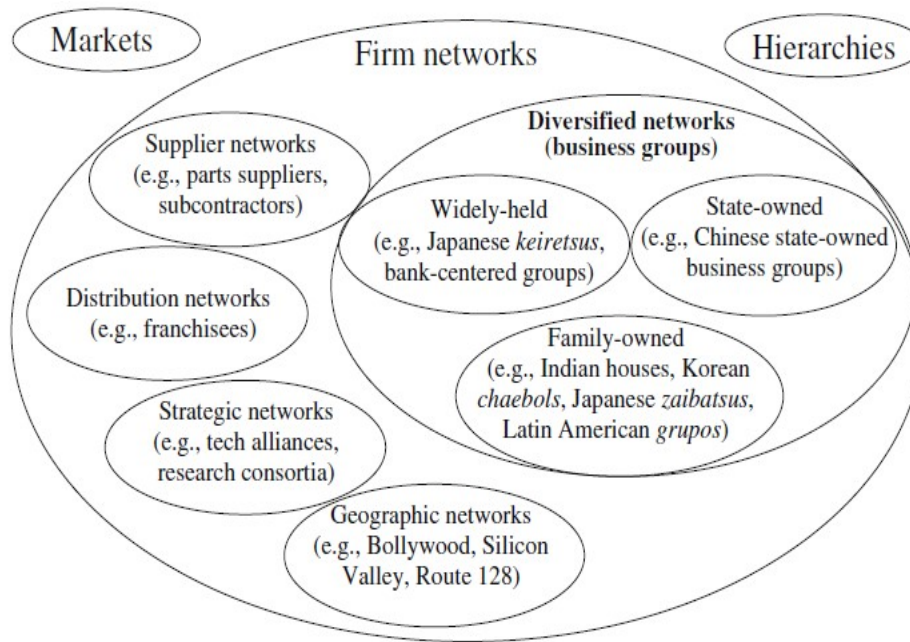 Markets
Firm networks
Hierarchies
Diversified networks
(business groups)
Supplier networks
(e.g., parts suppliers,
subcontractors)
Widely-held
(e.g., Japanese keiretsus,
bank-centered groups)
State-owned
(e.g., Chinese state-owned
business groups)
Distribution networks
(e.g., franchisees)
Family-owned
(e.g., Indian houses, Korean
chaebols, Japanese zaibatsus,
Latin American grupos)
Strategic networks
(e.g., tech alliances,
research consortia)
Geographic networks
(e.g., Bollywood, Silicon
Valley, Route 128)